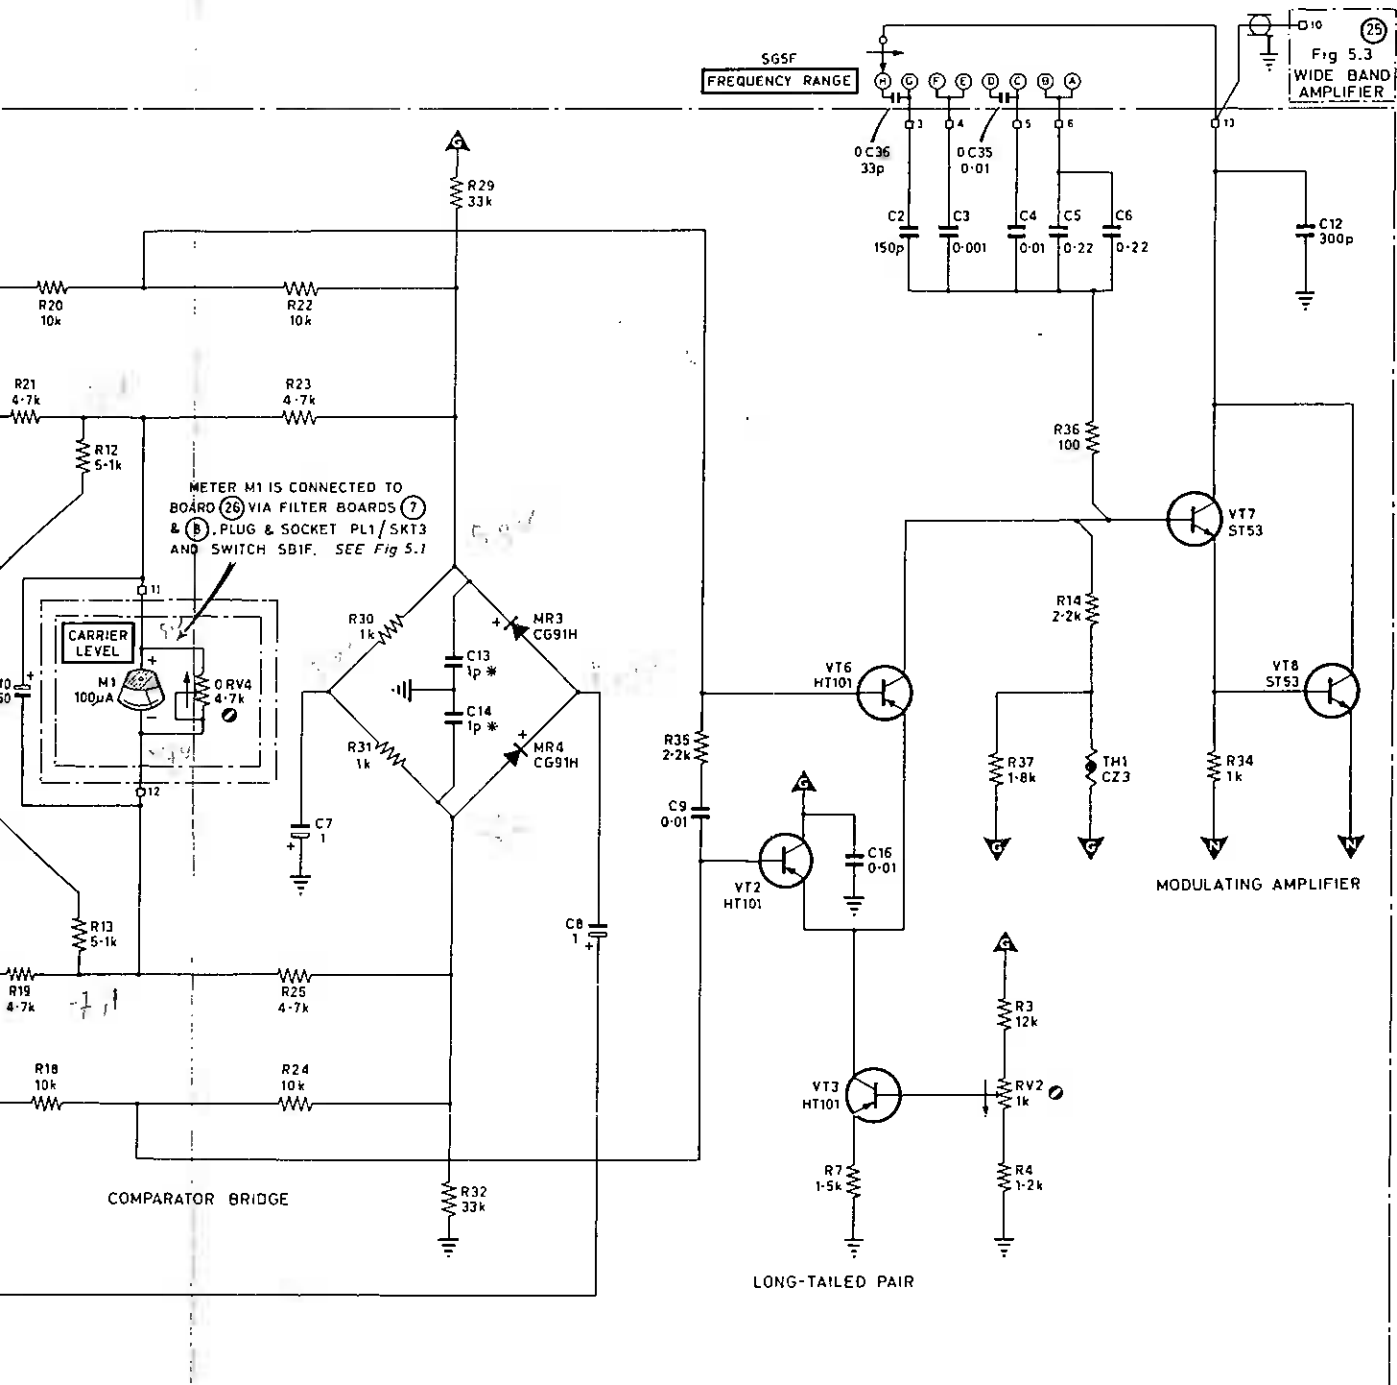 SGSF
FREQUENCY RANGE
H G F E D C B A
10
25
Fig 5.3
WIDE BAND
AMPLIFIER
3
4
5
6
13
0C36
33p
0C35
0·01
G
R29
33k
C2
150p
C3
0·001
C4
0·01
C5
0·22
C6
0·22
C12
300p
R20
10k
R22
10k
R21
4·7k
R23
4·7k
R12
5·1k
R36
100
METER M1 IS CONNECTED TO
BOARD 26 VIA FILTER BOARDS 7
& 8, PLUG & SOCKET PL1/SKT3
AND SWITCH SB1F. SEE Fig 5.1
VT7
ST53
11
CARRIER
LEVEL
+
M1
100µA
−
0RV4
4·7k
12
R30
1k
MR3
CG91H
+
C13
1p *
C14
1p *
R31
1k
MR4
CG91H
+
R14
2·2k
VT6
HT101
VT8
ST53
R35
2·2k
R37
1·8k
TH1
CZ3
R34
1k
C7
1
+
C9
0·01
G
VT2
HT101
C16
0·01
G
G
N
N
MODULATING AMPLIFIER
R13
5·1k
C8
1
+
R19
4·7k
R25
4·7k
G
R3
12k
R18
10k
R24
10k
VT3
HT101
RV2
1k
R7
1·5k
R4
1·2k
R32
33k
COMPARATOR BRIDGE
LONG-TAILED PAIR